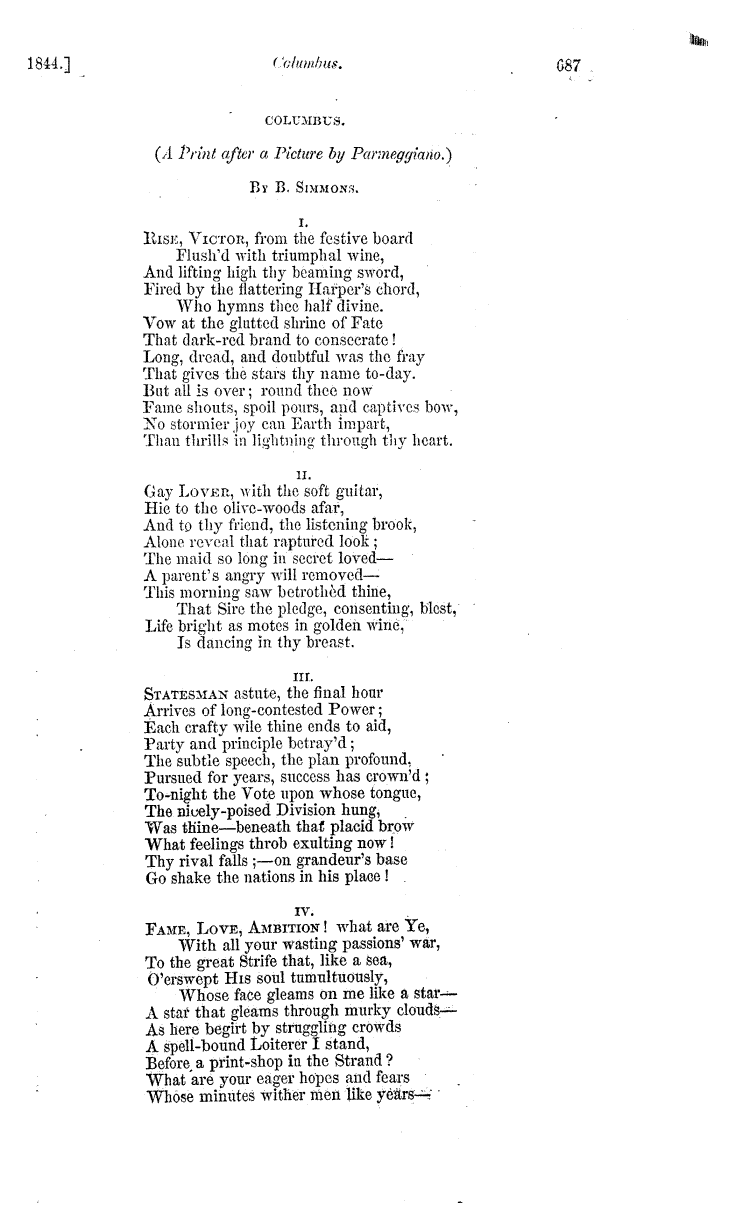 1844.] Columbus. 687
COLUMBUS.
(A Print after a Picture by Parmeggiano.)
BY B. SIMMONS.
I.
RISE, VICTOR, from the festive board
Flush'd with triumphal wine,
And lifting high thy beaming sword,
Fired by the flattering Harper's chord,
Who hymns thee half divine.
Vow at the glutted shrine of Fate
That dark-red brand to consecrate!
Long, dread, and doubtful was the fray
That gives the stars thy name to-day.
But all is over; round thee now
Fame shouts, spoil pours, and captives bow,
No stormier joy can Earth impart,
Than thrills in lightning through thy heart.
II.
Gay LOVER, with the soft guitar,
Hie to the olive-woods afar,
And to thy friend, the listening brook,
Alone reveal that raptured look;
The maid so long in secret loved—
A parent's angry will removed—
This morning saw betrothèd thine,
That Sire the pledge, consenting, blest,
Life bright as motes in golden wine,
Is dancing in thy breast.
III.
STATESMAN astute, the final hour
Arrives of long-contested Power;
Each crafty wile thine ends to aid,
Party and principle betray'd;
The subtle speech, the plan profound,
Pursued for years, success has crown'd;
To-night the Vote upon whose tongue,
The nicely-poised Division hung,
Was thine—beneath that placid brow
What feelings throb exulting now!
Thy rival falls;—on grandeur's base
Go shake the nations in his place!
IV.
FAME, LOVE, AMBITION! what are Ye,
With all your wasting passions' war,
To the great Strife that, like a sea,
O'erswept HIS soul tumultuously,
Whose face gleams on me like a star—
A star that gleams through murky clouds—
As here begirt by struggling crowds
A spell-bound Loiterer I stand,
Before a print-shop in the Strand?
What are your eager hopes and fears
Whose minutes wither men like years—